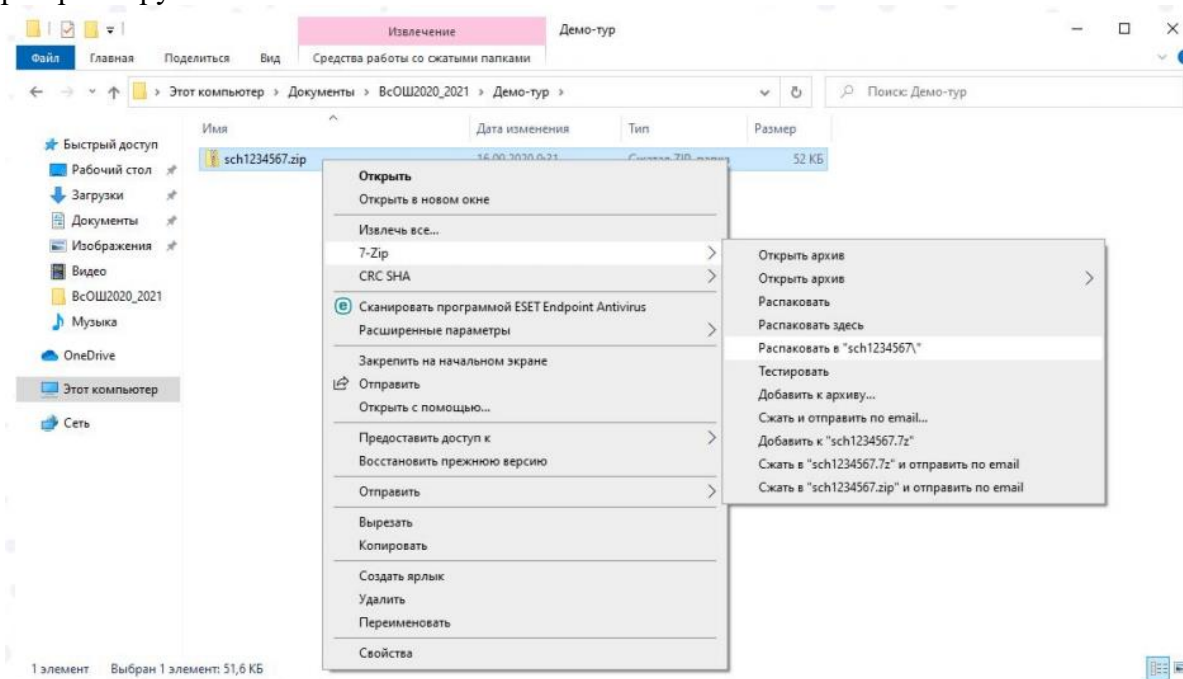 Извлечение
Демо-тур
Файл Главная Поделиться Вид Средства работы со сжатыми папками
Этот компьютер > Документы > ВсОШ2020_2021 > Демо-тур >
Поиск: Демо-тур
Имя Дата изменения Тип Размер
Быстрый доступ
Рабочий стол
Загрузки
Документы
Изображения
Видео
ВсОШ2020_2021
Музыка
OneDrive
Этот компьютер
Сеть
sch1234567.zip 52 КБ
Открыть
Открыть в новом окне
Извлечь все...
7-Zip
CRC SHA
Сканировать программой ESET Endpoint Antivirus
Расширенные параметры
Закрепить на начальном экране
Отправить
Открыть с помощью...
Предоставить доступ к
Восстановить прежнюю версию
Отправить
Вырезать
Копировать
Создать ярлык
Удалить
Переименовать
Свойства
Открыть архив
Открыть архив
Распаковать
Распаковать здесь
Распаковать в "sch1234567\"
Тестировать
Добавить к архиву...
Сжать и отправить по email...
Добавить к "sch1234567.7z"
Сжать в "sch1234567.7z" и отправить по email
Сжать в "sch1234567.zip" и отправить по email
1 элемент Выбран 1 элемент: 51,6 КБ